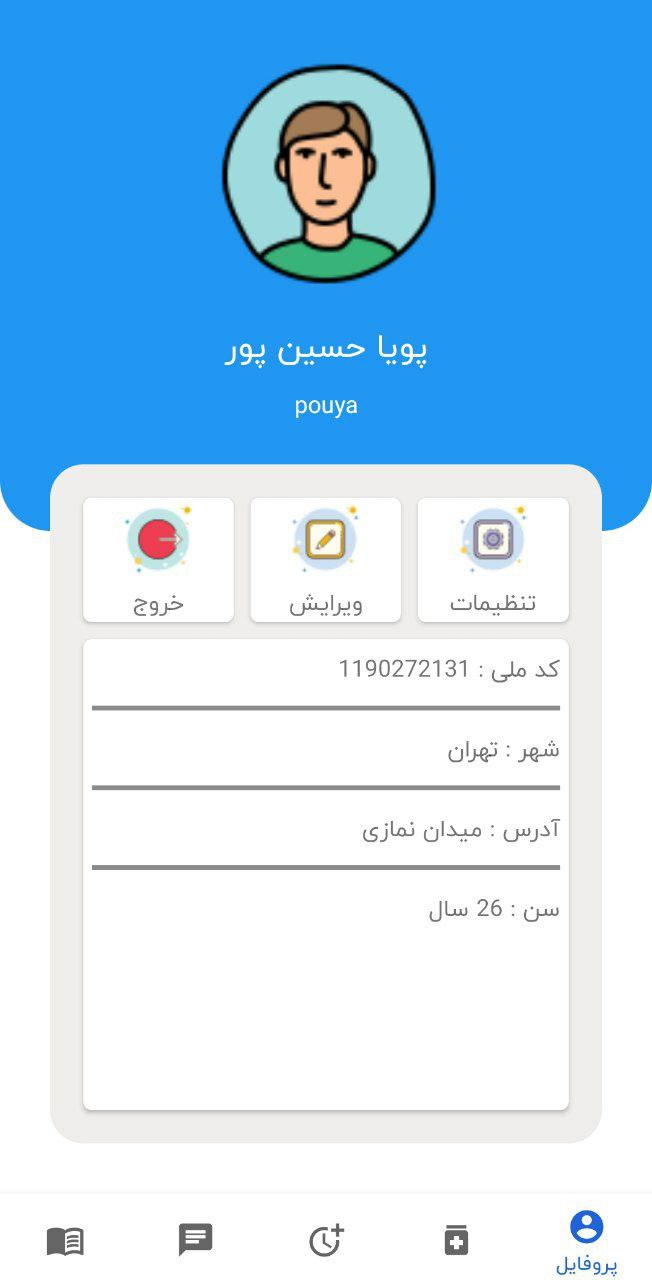 پویا حسین پور
pouya
تنظیمات
ویرایش
خروج
کد ملی : 1190272131
شهر : تهران
آدرس : میدان نمازی
سن : 26 سال
پروفایل